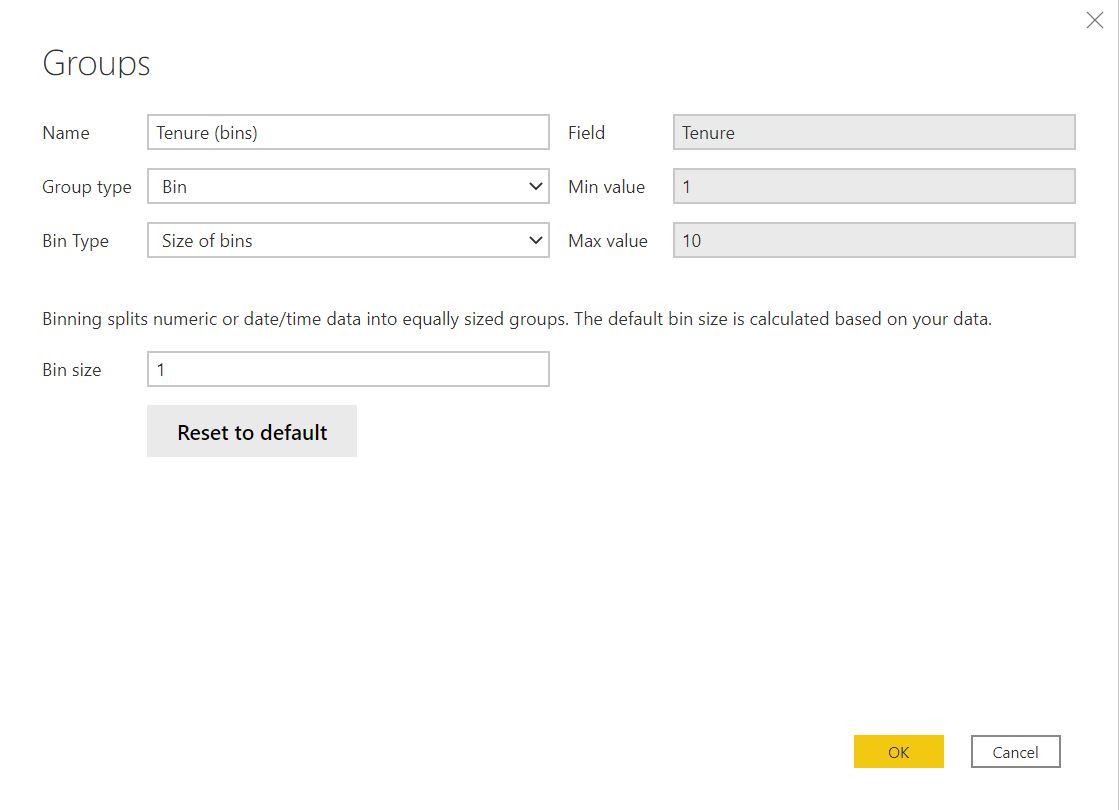 Groups
Name Tenure (bins) Field Tenure
Group type Bin Min value 1
Bin Type Size of bins Max value 10
Binning splits numeric or date/time data into equally sized groups. The default bin size is calculated based on your data.
Bin size 1
Reset to default
OK Cancel